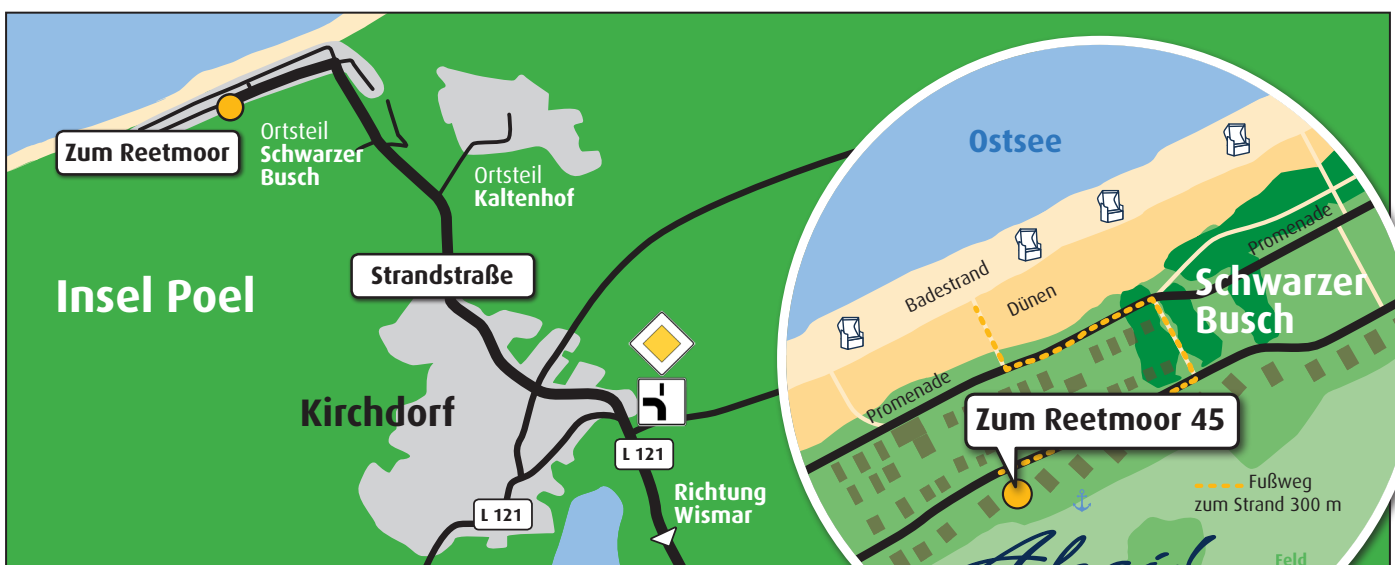 Zum Reetmoor
Ortsteil
Schwarzer
Busch
Ortsteil
Kaltenhof
Insel Poel
Strandstraße
Kirchdorf
L 121
L 121
Richtung
Wismar
Ostsee
Badestrand
Dünen
Promenade
Promenade
Schwarzer
Busch
Zum Reetmoor 45
Fußweg
zum Strand 300 m
Feld